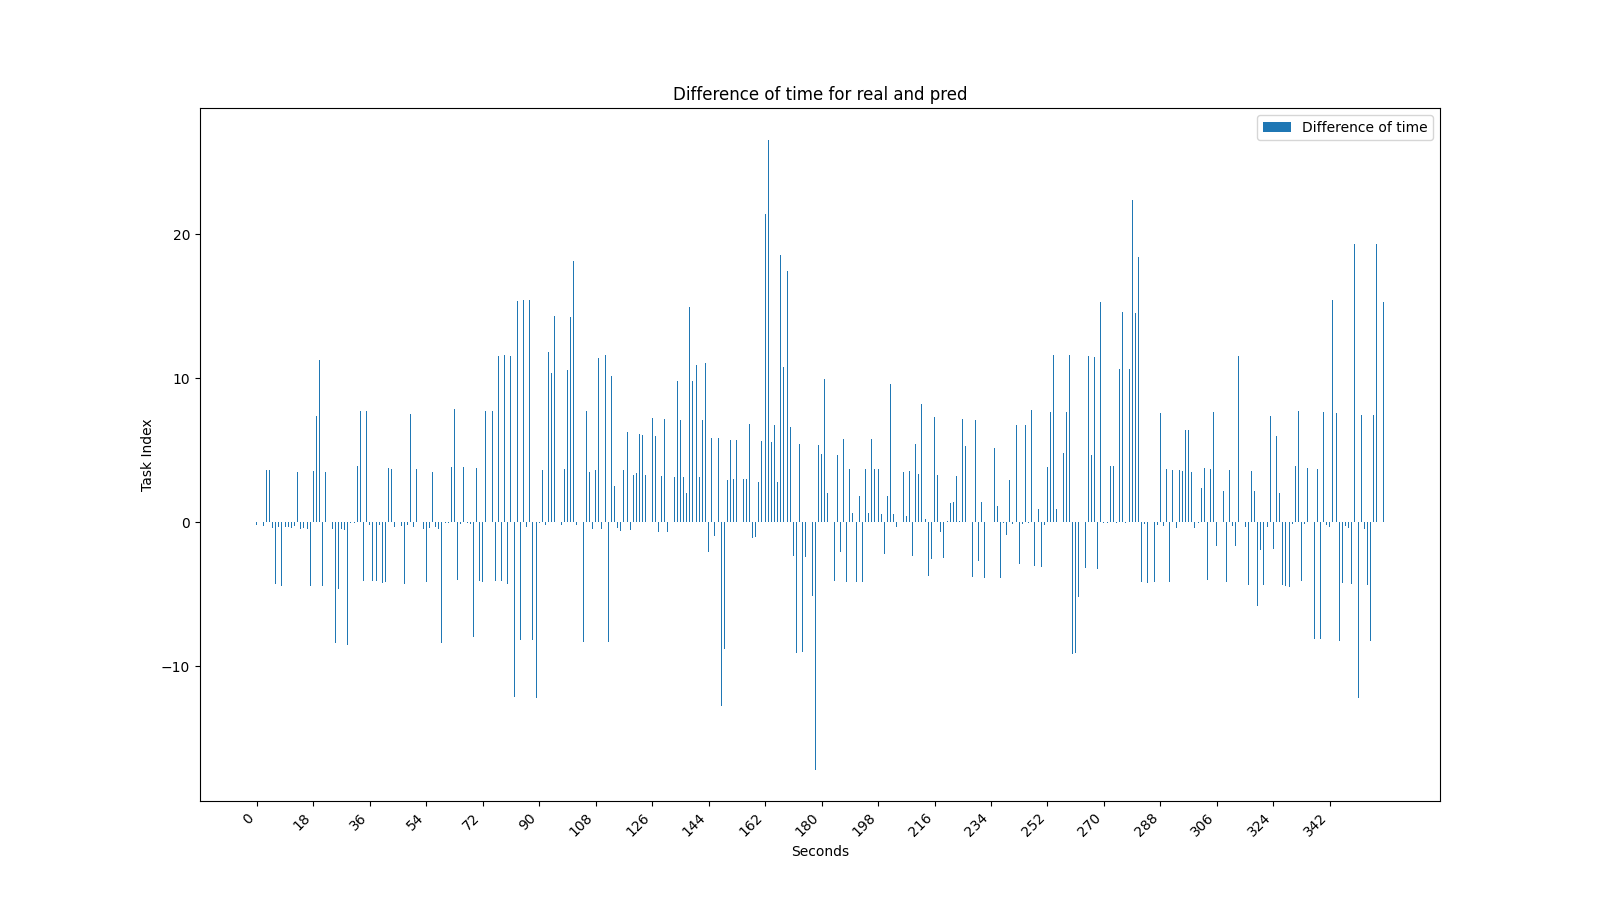 Difference of time for real and pred
Difference of time
20
10
0
−10
Task Index
0 18 36 54 72 90 108 126 144 162 180 198 216 234 252 270 288 306 324 342
Seconds